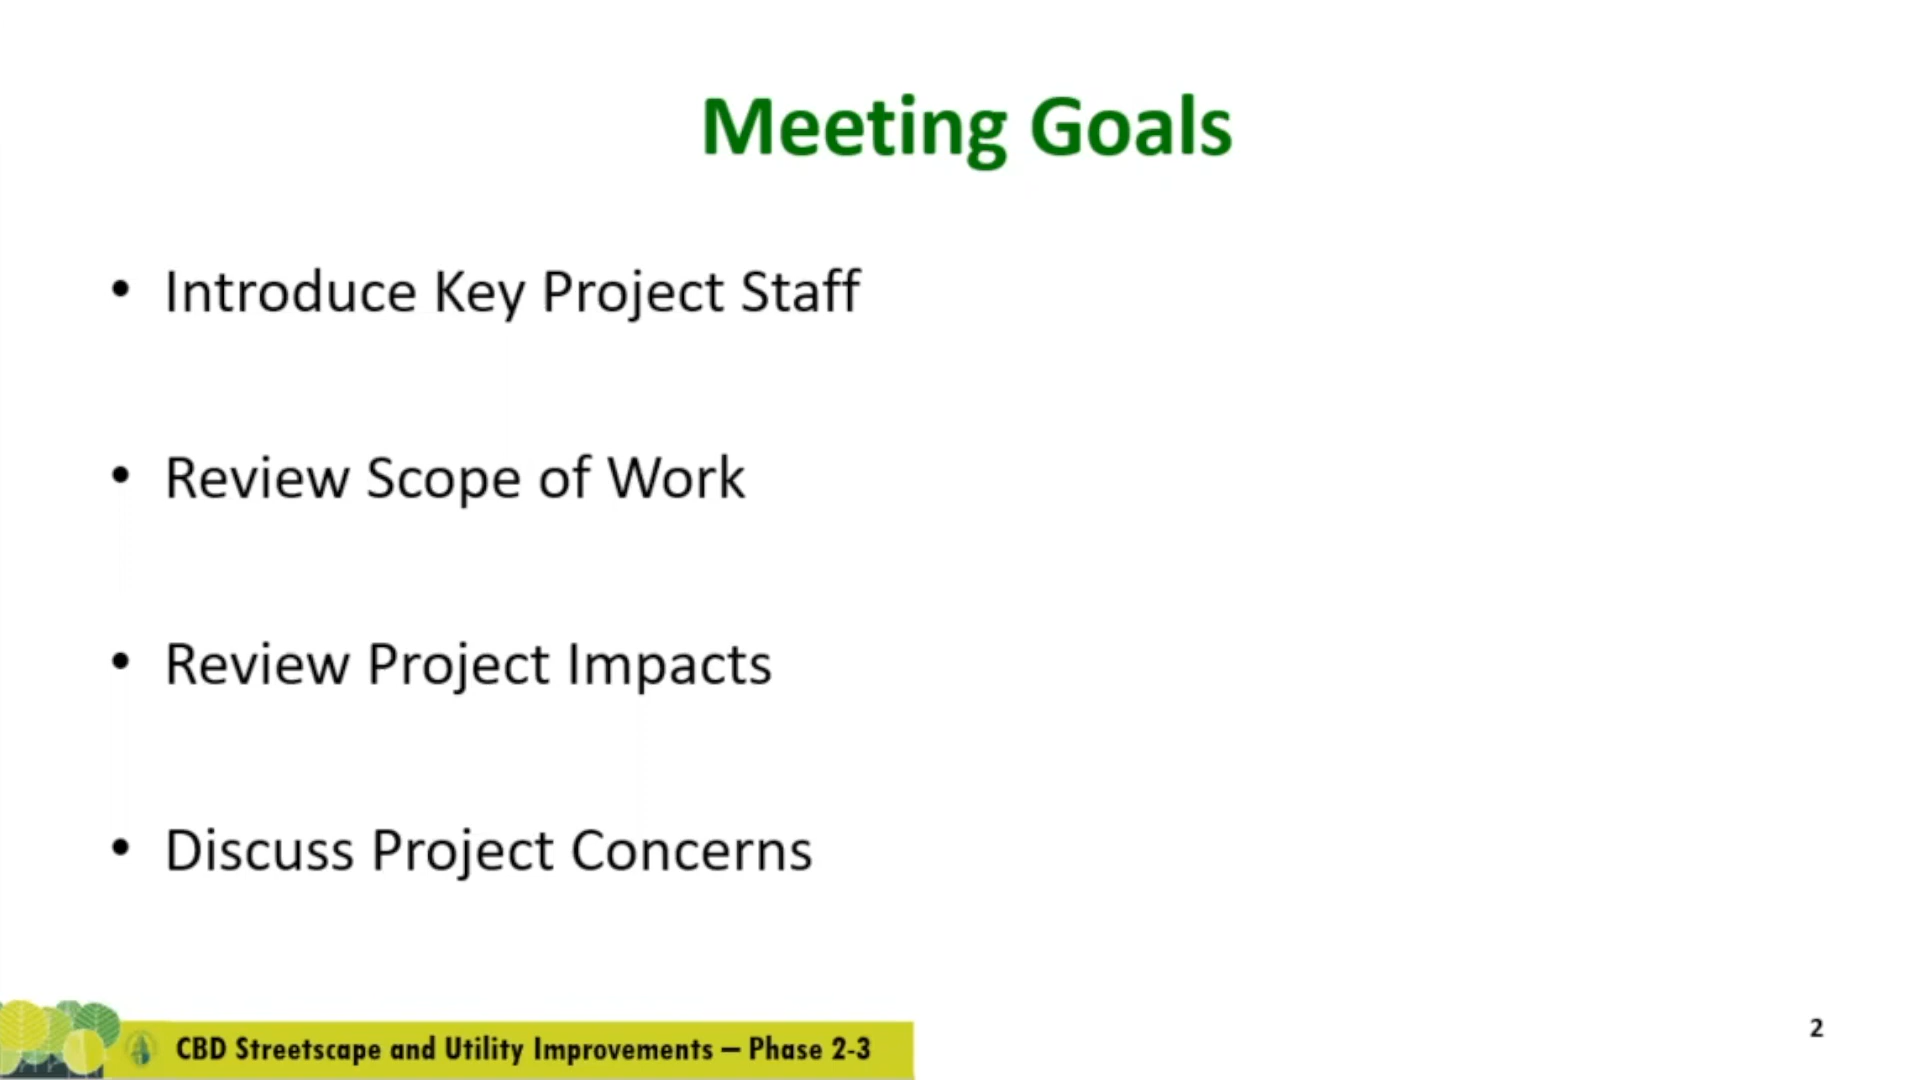 Meeting Goals
• Introduce Key Project Staff
• Review Scope of Work
• Review Project Impacts
• Discuss Project Concerns
CBD Streetscape and Utility Improvements – Phase 2-3
2